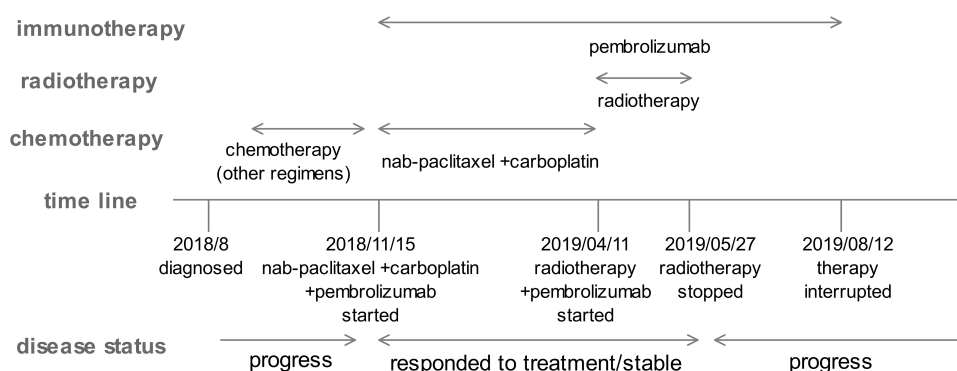 immunotherapy
pembrolizumab
radiotherapy
radiotherapy
chemotherapy
chemotherapy
(other regimens)
nab-paclitaxel +carboplatin
time line
2018/8
diagnosed
2018/11/15
nab-paclitaxel +carboplatin
+pembrolizumab
started
2019/04/11
radiotherapy
+pembrolizumab
started
2019/05/27
radiotherapy
stopped
2019/08/12
therapy
interrupted
disease status
progress
responded to treatment/stable
progress